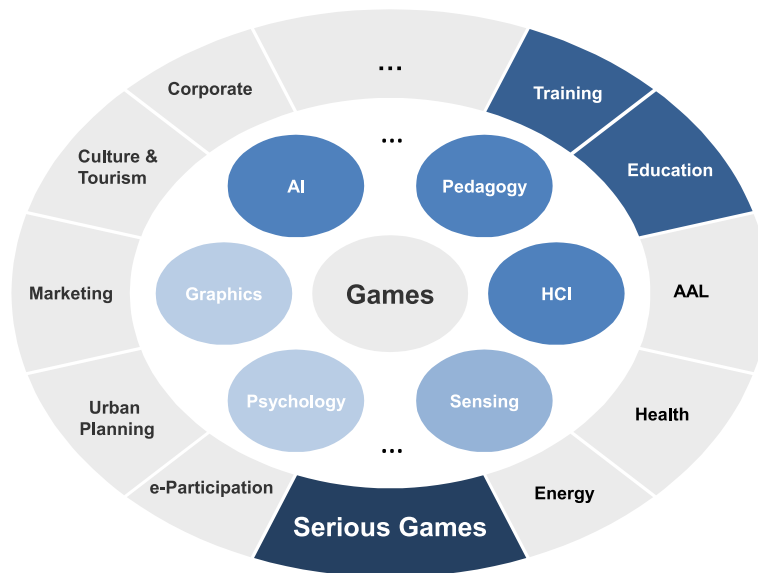 ...
Corporate
Training
Culture &
Tourism
Education
...
AI
Pedagogy
Marketing
Graphics
Games
HCI
AAL
Psychology
Sensing
Urban
Planning
Health
...
e-Participation
Energy
Serious Games